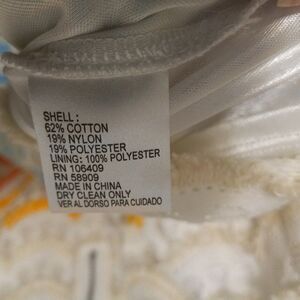 SHELL:
62% COTTON
19% NYLON
19% POLYESTER
LINING: 100% POLYESTER
RN 106409
RN 58909
MADE IN CHINA
DRY CLEAN ONLY
VER AL DORSO PARA CUIDADO